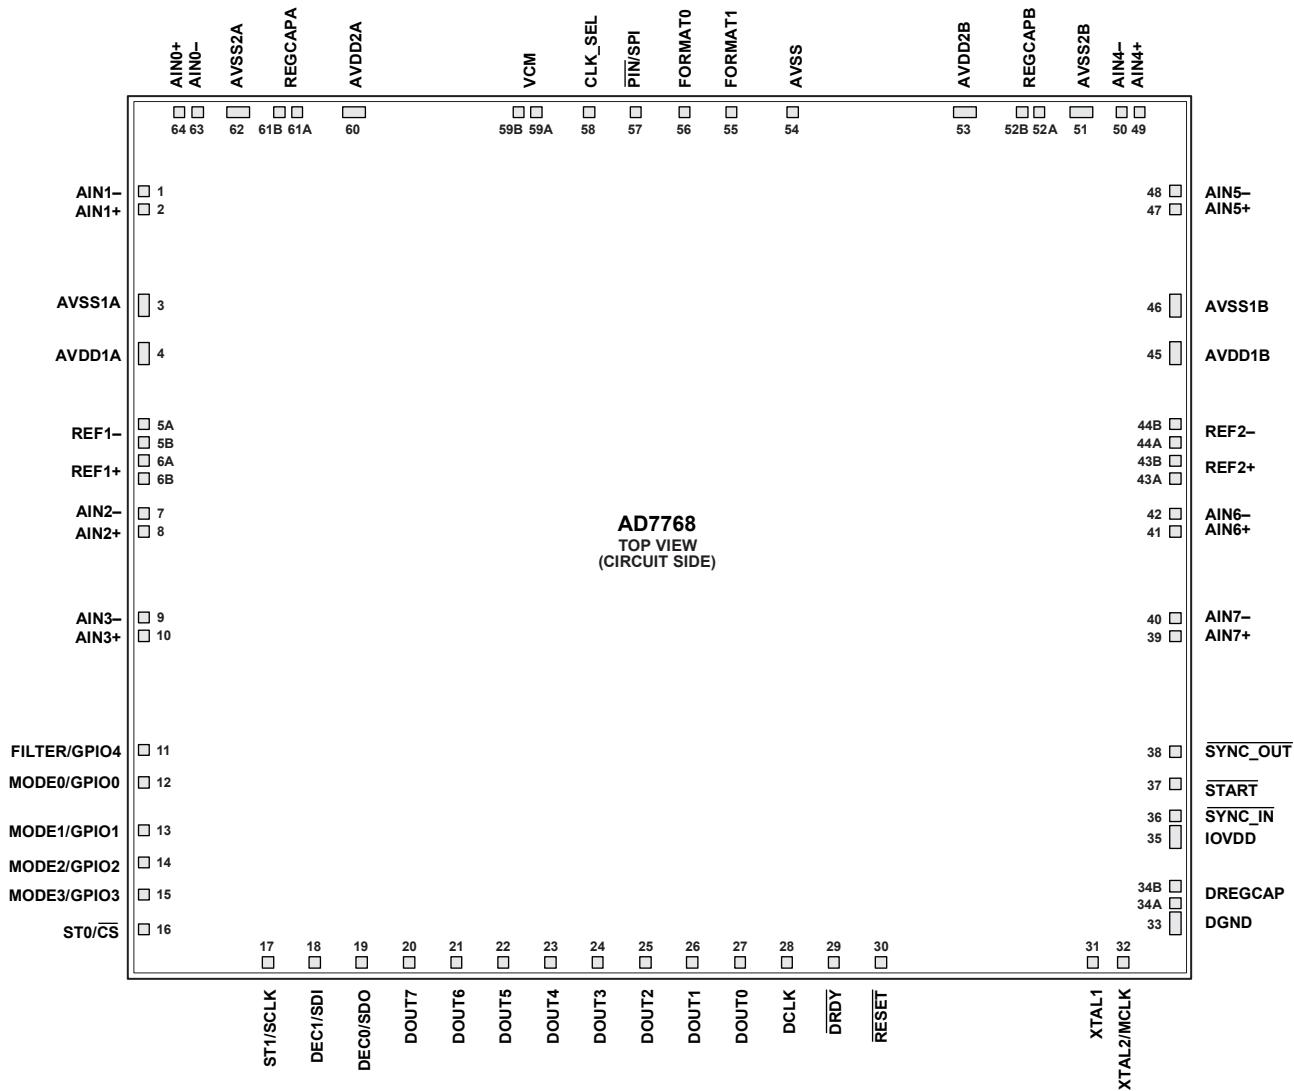 AIN0+
AIN0–
AVSS2A
REGCAPA
AVDD2A
VCM
CLK_SEL
PIN/SPI
FORMAT0
FORMAT1
AVSS
AVDD2B
REGCAPB
AVSS2B
AIN4–
AIN4+
64 63 62 61B 61A 60 59B 59A 58 57 56 55 54 53 52B 52A 51 50 49
AIN1– 1
AIN1+ 2
AVSS1A 3
AVDD1A 4
REF1– 5A
5B
REF1+ 6A
6B
AIN2– 7
AIN2+ 8
AIN3– 9
AIN3+ 10
FILTER/GPIO4 11
MODE0/GPIO0 12
MODE1/GPIO1 13
MODE2/GPIO2 14
MODE3/GPIO3 15
ST0/CS 16
AD7768
TOP VIEW
(CIRCUIT SIDE)
48 AIN5–
47 AIN5+
46 AVSS1B
45 AVDD1B
44B REF2–
44A
43B REF2+
43A
42 AIN6–
41 AIN6+
40 AIN7–
39 AIN7+
38 SYNC_OUT
37 START
36 SYNC_IN
35 IOVDD
34B DREGCAP
34A
33 DGND
17 18 19 20 21 22 23 24 25 26 27 28 29 30 31 32
ST1/SCLK
DEC1/SDI
DEC0/SDO
DOUT7
DOUT6
DOUT5
DOUT4
DOUT3
DOUT2
DOUT1
DOUT0
DCLK
DRDY
RESET
XTAL1
XTAL2/MCLK